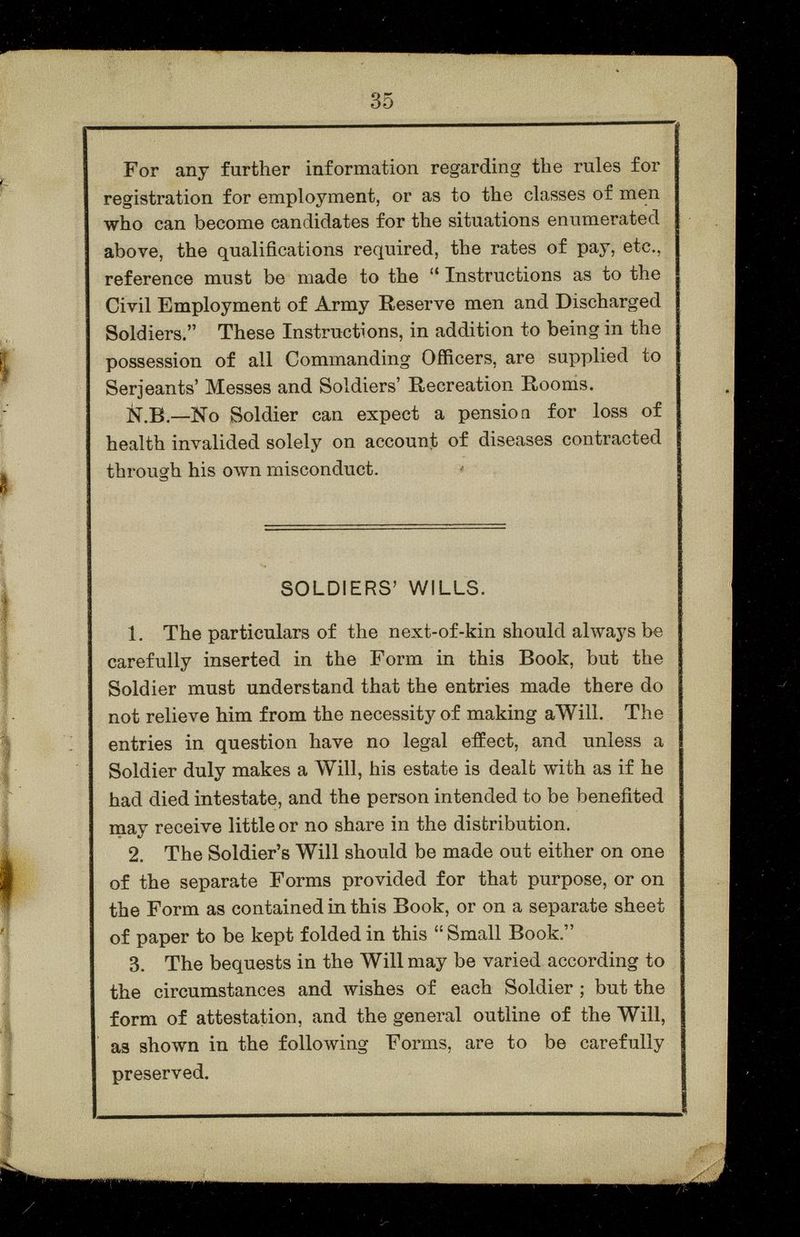 35
For any further information regarding the rules for
registration for employment, or as to the classes of men
who can become candidates for the situations enumerated
above, the qualifications required, the rates of pay, etc.,
reference must be made to the “ Instructions as to the
Civil Employment of Army Reserve men and Discharged
Soldiers.” These Instructions, in addition to being in the
possession of all Commanding Officers, are supplied to
Serjeants’ Messes and Soldiers’ Recreation Rooms.
N.B.—No Soldier can expect a pension for loss of
health invalided solely on account of diseases contracted
through his own misconduct.
SOLDIERS’ WILLS.
1. The particulars of the next-of-kin should always be
carefully inserted in the Form in this Book, but the
Soldier must understand that the entries made there do
not relieve him from the necessity of making aWill. The
entries in question have no legal effect, and unless a
Soldier duly makes a Will, his estate is dealt with as if he
had died intestate, and the person intended to be benefited
may receive little or no share in the distribution.
2. The Soldier’s Will should be made out either on one
of the separate Forms provided for that purpose, or on
the Form as contained in this Book, or on a separate sheet
of paper to be kept folded in this “ Small Book.”
3. The bequests in the Will may be varied according to
the circumstances and wishes of each Soldier ; but the
form of attestation, and the general outline of the Will,
as shown in the following Forms, are to be carefully
preserved.